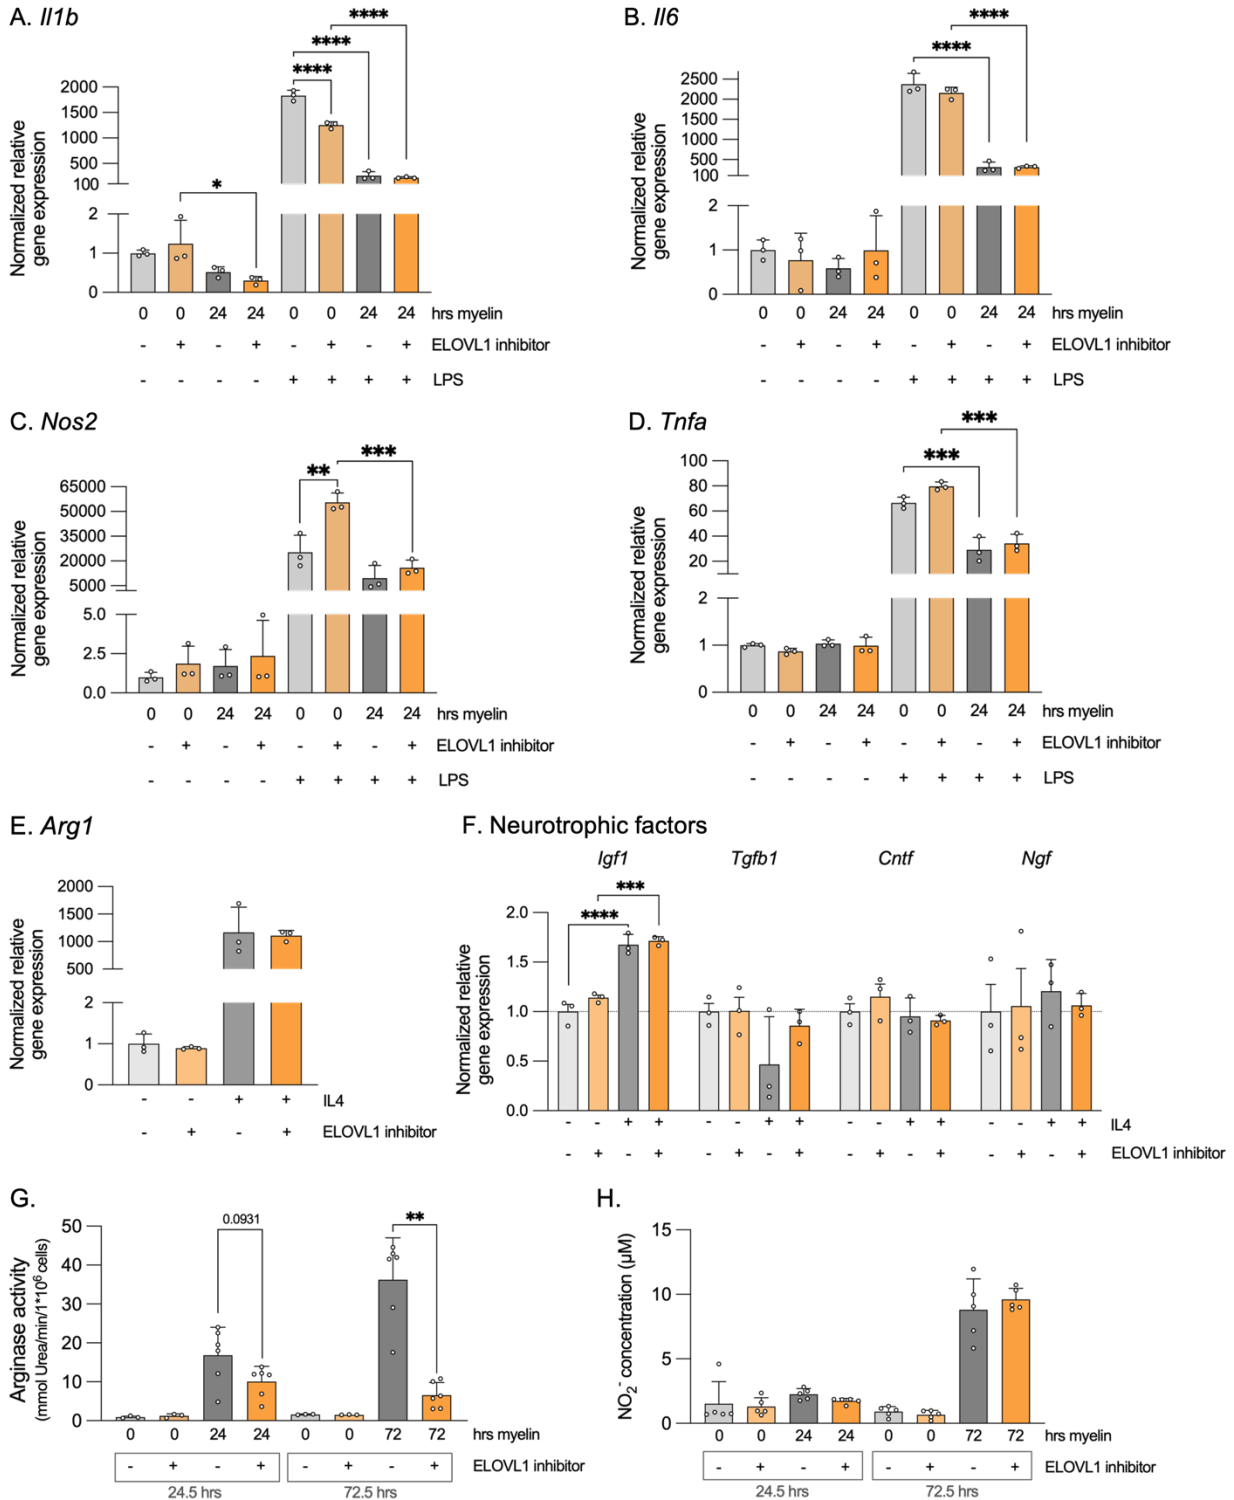 A. Il1b
****
****
****
*
Normalized relative
gene expression
2000
1500
1000
500
100
2
1
0
0 0 24 24 0 0 24 24 hrs myelin
- + - + - + - + ELOVL1 inhibitor
- - - - + + + + LPS
B. Il6
****
****
Normalized relative
gene expression
2500
2000
1500
1000
500
100
2
1
0
0 0 24 24 0 0 24 24 hrs myelin
- + - + - + - + ELOVL1 inhibitor
- - - - + + + + LPS
C. Nos2
***
**
Normalized relative
gene expression
65000
50000
35000
20000
5000
5.0
2.5
0.0
0 0 24 24 0 0 24 24 hrs myelin
- + - + - + - + ELOVL1 inhibitor
- - - - + + + + LPS
D. Tnfa
***
***
Normalized relative
gene expression
100
80
60
40
20
2
1
0
0 0 24 24 0 0 24 24 hrs myelin
- + - + - + - + ELOVL1 inhibitor
- - - - + + + + LPS
E. Arg1
Normalized relative
gene expression
2000
1500
1000
500
2
1
0
- - + + IL4
- + - + ELOVL1 inhibitor
F. Neurotrophic factors
Igf1 Tgfb1 Cntf Ngf
***
****
Normalized relative
gene expression
2.0
1.5
1.0
0.5
0.0
- - + + - - + + - - + + - - + + IL4
- + - + - + - + - + - + - + - + ELOVL1 inhibitor
G.
0.0931
**
Arginase activity
(mmol Urea/min/1*10⁶ cells)
50
40
30
20
10
0
0 0 24 24 0 0 72 72 hrs myelin
- + - + - + - + ELOVL1 inhibitor
24.5 hrs 72.5 hrs
H.
NO₂⁻ concentration (µM)
15
10
5
0
0 0 24 24 0 0 72 72 hrs myelin
- + - + - + - + ELOVL1 inhibitor
24.5 hrs 72.5 hrs